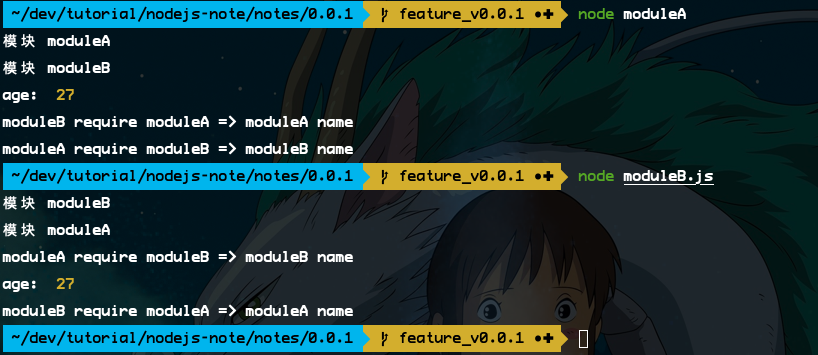 ~/dev/tutorial/nodejs-note/notes/0.0.1 feature_v0.0.1 ●✚ node moduleA
模块 moduleA
模块 moduleB
age: 27
moduleB require moduleA => moduleA name
moduleA require moduleB => moduleB name
~/dev/tutorial/nodejs-note/notes/0.0.1 feature_v0.0.1 ●✚ node moduleB.js
模块 moduleB
模块 moduleA
moduleA require moduleB => moduleB name
age: 27
moduleB require moduleA => moduleA name
~/dev/tutorial/nodejs-note/notes/0.0.1 feature_v0.0.1 ●✚